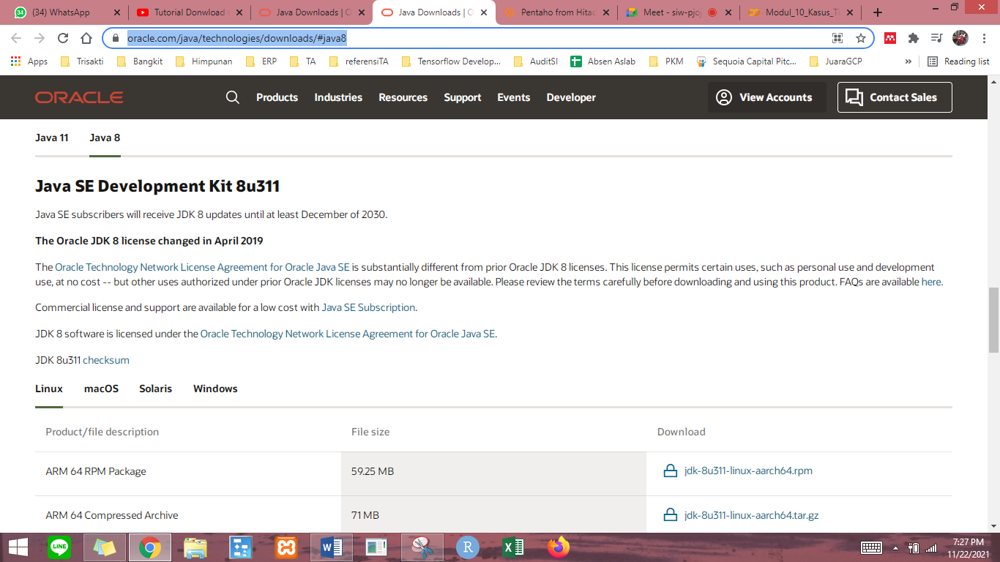 (34) WhatsApp
Tutorial Donwload
Java Downloads | O
Java Downloads | O
Pentaho from Hitac
Meet - siw-pjoj
Modul_10_Kasus_T
oracle.com/java/technologies/downloads/#java8
Apps Trisakti Bangkit Himpunan ERP TA referensiTA Tensorflow Develop... AuditSI Absen Aslab PKM Sequoia Capital Pitc... JuaraGCP » Reading list
ORACLE Products Industries Resources Support Events Developer View Accounts Contact Sales
Java 11 Java 8
Java SE Development Kit 8u311
Java SE subscribers will receive JDK 8 updates until at least December of 2030.
The Oracle JDK 8 license changed in April 2019
The Oracle Technology Network License Agreement for Oracle Java SE is substantially different from prior Oracle JDK 8 licenses. This license permits certain uses, such as personal use and development
use, at no cost -- but other uses authorized under prior Oracle JDK licenses may no longer be available. Please review the terms carefully before downloading and using this product. FAQs are available here.
Commercial license and support are available for a low cost with Java SE Subscription.
JDK 8 software is licensed under the Oracle Technology Network License Agreement for Oracle Java SE.
JDK 8u311 checksum
Linux macOS Solaris Windows
Product/file description File size Download
ARM 64 RPM Package 59.25 MB jdk-8u311-linux-aarch64.rpm
ARM 64 Compressed Archive 71 MB jdk-8u311-linux-aarch64.tar.gz
LINE
7:27 PM
11/22/2021